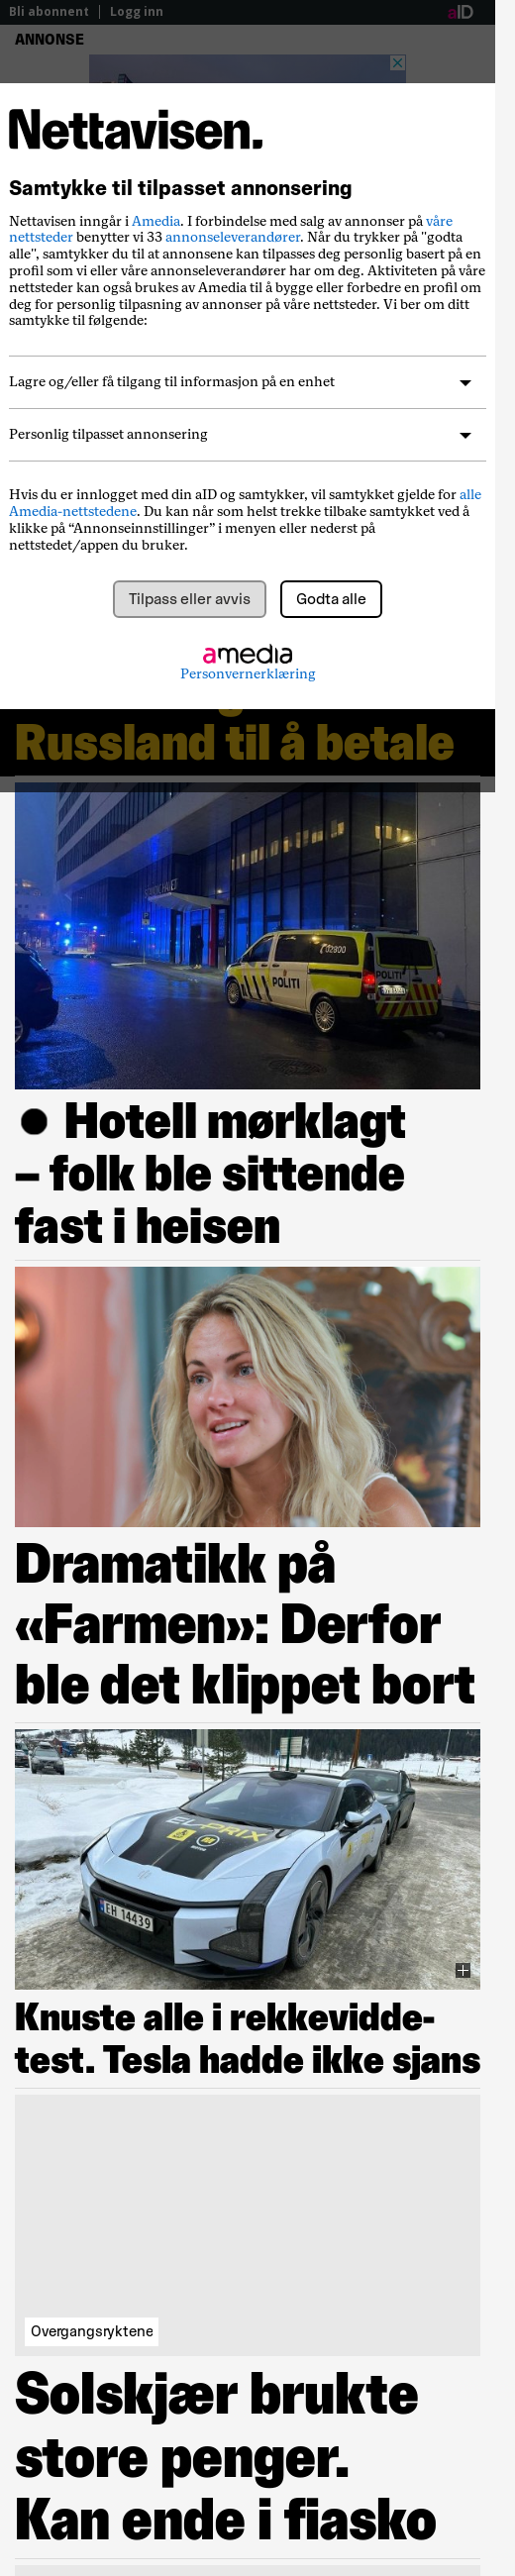 Bli abonnent | Logg inn
aID
ANNONSE
Nettavisen.
Samtykke til tilpasset annonsering
Nettavisen inngår i Amedia. I forbindelse med salg av annonser på våre
nettsteder benytter vi 33 annonseleverandører. Når du trykker på "godta
alle", samtykker du til at annonsene kan tilpasses deg personlig basert på en
profil som vi eller våre annonseleverandører har om deg. Aktiviteten på våre
nettsteder kan også brukes av Amedia til å bygge eller forbedre en profil om
deg for personlig tilpasning av annonser på våre nettsteder. Vi ber om ditt
samtykke til følgende:
Lagre og/eller få tilgang til informasjon på en enhet
Personlig tilpasset annonsering
Hvis du er innlogget med din aID og samtykker, vil samtykket gjelde for alle
Amedia-nettstedene. Du kan når som helst trekke tilbake samtykket ved å
klikke på “Annonseinnstillinger” i menyen eller nederst på
nettstedet/appen du bruker.
Tilpass eller avvis
Godta alle
amedia
Personvernerklæring
Russland til å betale
02800
POLITI
POLITI
● Hotell mørklagt
– folk ble sittende
fast i heisen
Dramatikk på
«Farmen»: Derfor
ble det klippet bort
EL PRIX
EH 14439
Knuste alle i rekkevidde-
test. Tesla hadde ikke sjans
Overgangsryktene
Solskjær brukte
store penger.
Kan ende i fiasko